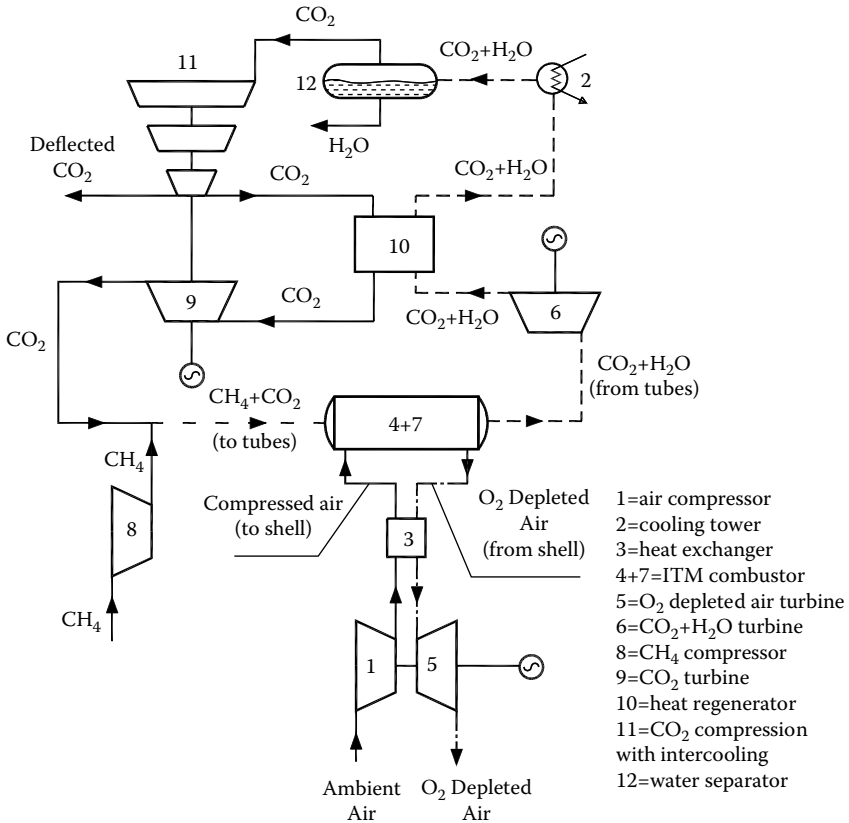 CO₂
11
12
CO₂+H₂O
2
H₂O
Deflected
CO₂
CO₂
CO₂+H₂O
10
9
CO₂
CO₂+H₂O
6
CO₂
CO₂+H₂O
(from tubes)
CH₄+CO₂
(to tubes)
4+7
CH₄
8
CH₄
Compressed air
(to shell)
O₂ Depleted
Air
(from shell)
3
1
5
Ambient
Air
O₂ Depleted
Air
1=air compressor
2=cooling tower
3=heat exchanger
4+7=ITM combustor
5=O₂ depleted air turbine
6=CO₂+H₂O turbine
8=CH₄ compressor
9=CO₂ turbine
10=heat regenerator
11=CO₂ compression
with intercooling
12=water separator